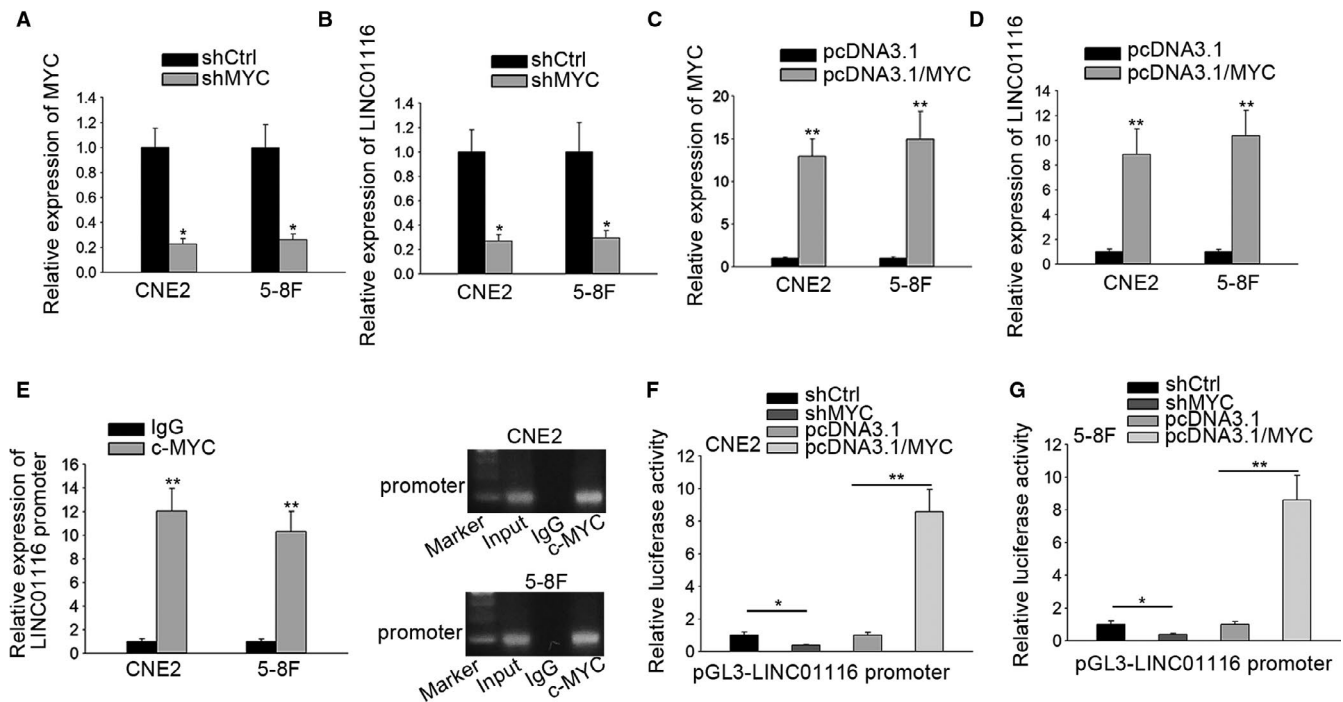 A
shCtrl
shMYC
Relative expression of MYC
1.4
1.2
1.0
0.8
0.6
0.4
0.2
0.0
*
*
CNE2
5-8F
B
shCtrl
shMYC
Relative expression of LINC01116
1.4
1.2
1.0
0.8
0.6
0.4
0.2
0.0
*
*
CNE2
5-8F
C
pcDNA3.1
pcDNA3.1/MYC
Relative expression of MYC
20
15
10
5
0
**
**
CNE2
5-8F
D
pcDNA3.1
pcDNA3.1/MYC
Relative expression of LINC01116
14
12
10
8
6
4
2
0
**
**
CNE2
5-8F
E
IgG
c-MYC
Relative expression of
LINC01116 promoter
16
14
12
10
8
6
4
2
0
**
**
CNE2
5-8F
CNE2
promoter
Marker
Input
IgG
c-MYC
5-8F
promoter
Marker
Input
IgG
c-MYC
F
shCtrl
shMYC
pcDNA3.1
pcDNA3.1/MYC
CNE2
Relative luciferase activity
12
10
8
6
4
2
0
*
**
pGL3-LINC01116 promoter
G
shCtrl
shMYC
pcDNA3.1
pcDNA3.1/MYC
5-8F
Relative luciferase activity
12
10
8
6
4
2
0
*
**
pGL3-LINC01116 promoter